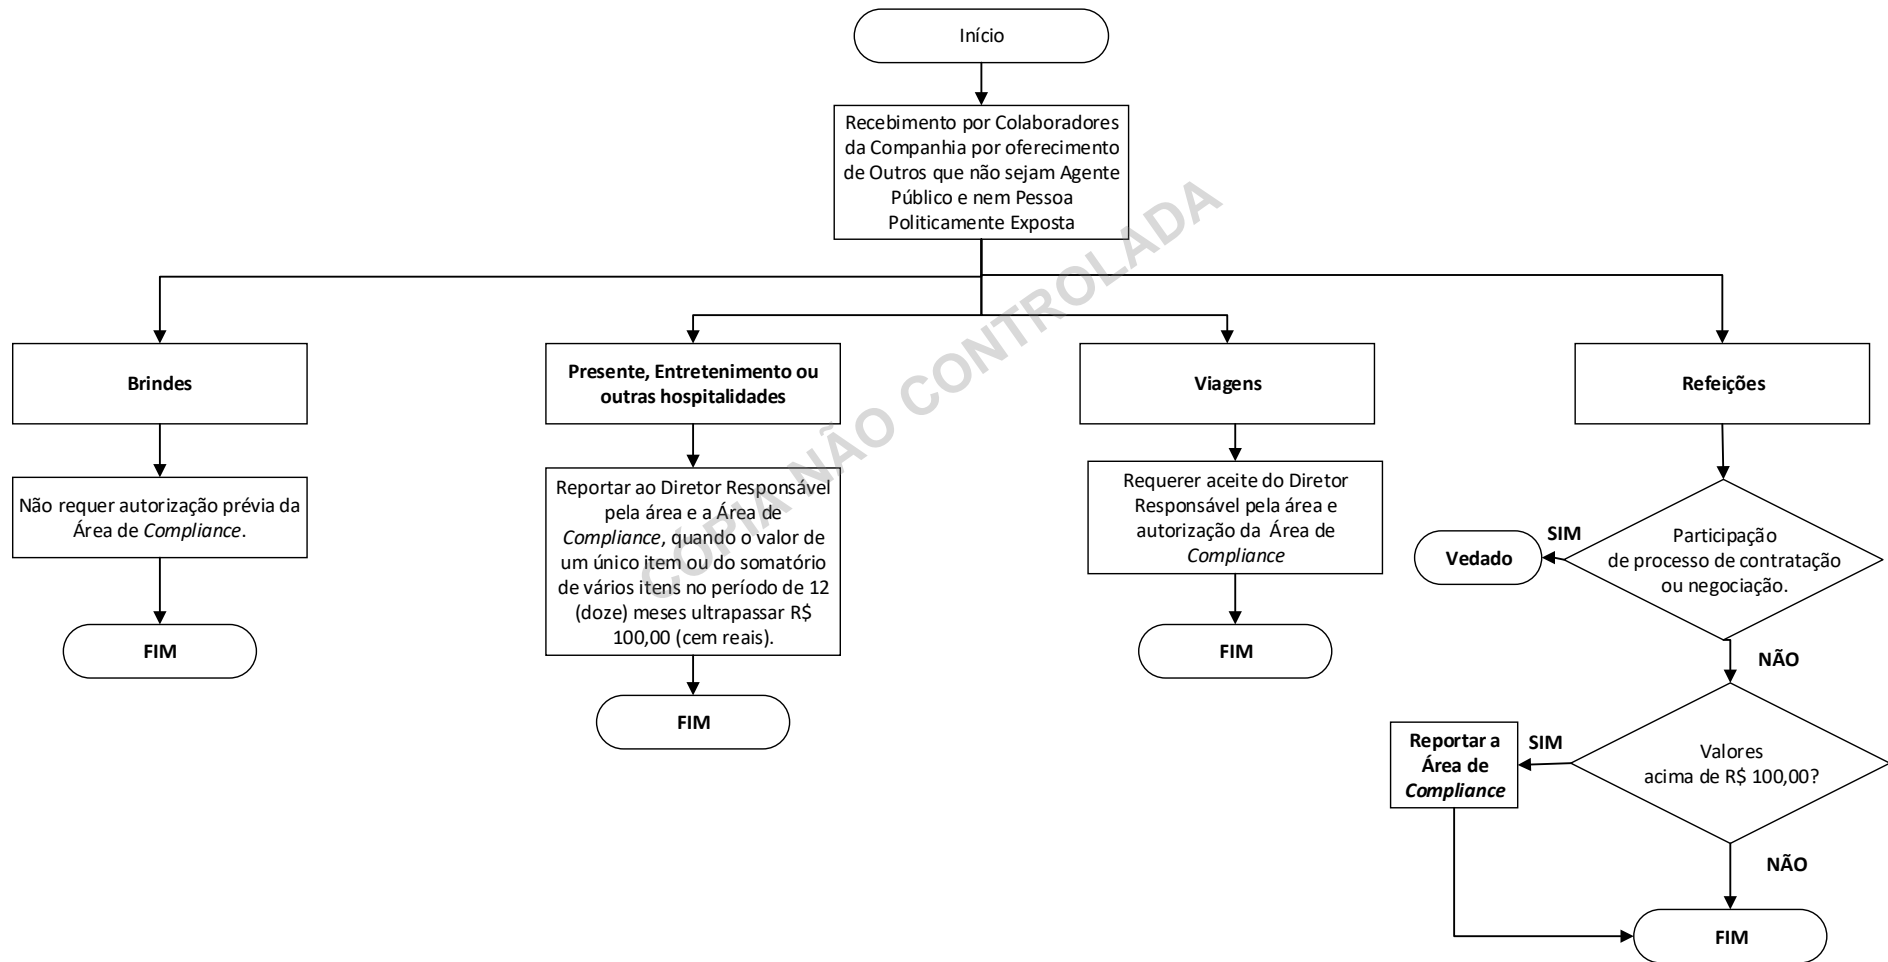 Início
Recebimento por Colaboradores
da Companhia por oferecimento
de Outros que não sejam Agente
Público e nem Pessoa
Politicamente Exposta
Brindes
Presente, Entretenimento ou
outras hospitalidades
Viagens
Refeições
Não requer autorização prévia da
Área de Compliance.
FIM
Reportar ao Diretor Responsável
pela área e a Área de
Compliance, quando o valor de
um único item ou do somatório
de vários itens no período de 12
(doze) meses ultrapassar R$
100,00 (cem reais).
FIM
Requerer aceite do Diretor
Responsável pela área e
autorização da Área de
Compliance
FIM
Participação
de processo de contratação
ou negociação.
SIM
Vedado
NÃO
Valores
acima de R$ 100,00?
SIM
Reportar a
Área de
Compliance
NÃO
FIM
CÓPIA NÃO CONTROLADA